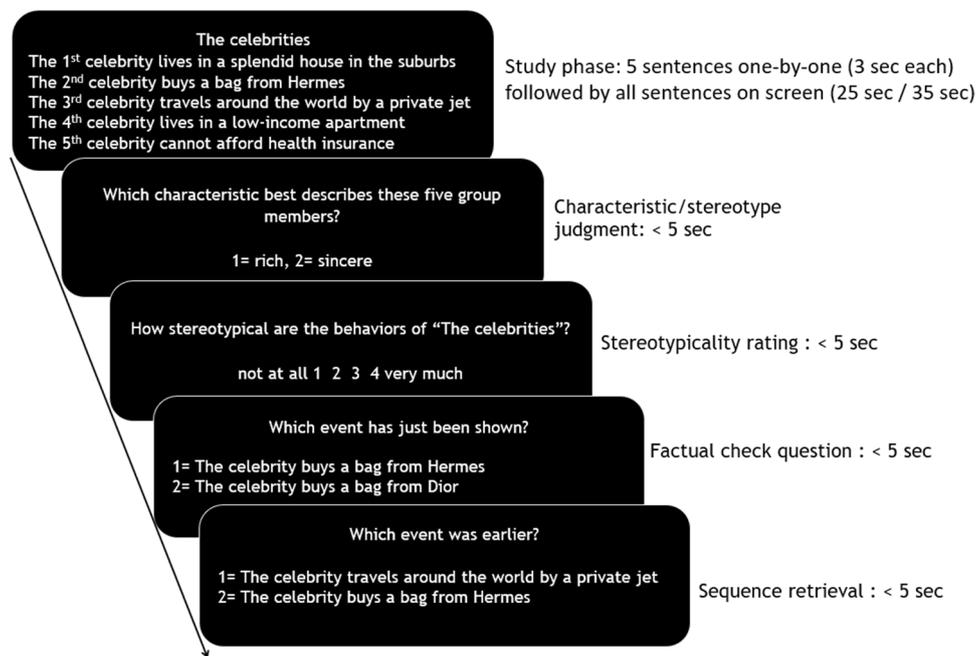 The celebrities
The 1st celebrity lives in a splendid house in the suburbs
The 2nd celebrity buys a bag from Hermes
The 3rd celebrity travels around the world by a private jet
The 4th celebrity lives in a low-income apartment
The 5th celebrity cannot afford health insurance
Study phase: 5 sentences one-by-one (3 sec each)
followed by all sentences on screen (25 sec / 35 sec)
Which characteristic best describes these five group
members?
1= rich, 2= sincere
Characteristic/stereotype
judgment: < 5 sec
How stereotypical are the behaviors of “The celebrities”?
not at all 1 2 3 4 very much
Stereotypicality rating : < 5 sec
Which event has just been shown?
1= The celebrity buys a bag from Hermes
2= The celebrity buys a bag from Dior
Factual check question : < 5 sec
Which event was earlier?
1= The celebrity travels around the world by a private jet
2= The celebrity buys a bag from Hermes
Sequence retrieval : < 5 sec